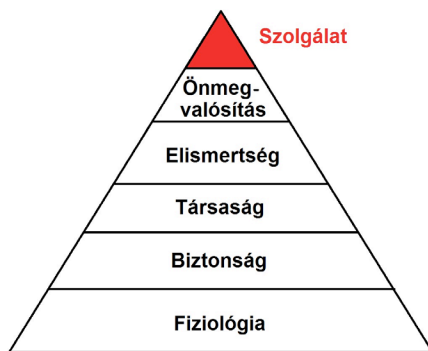 Szolgálat
Önmeg-
valósítás
Elismertség
Társaság
Biztonság
Fiziológia